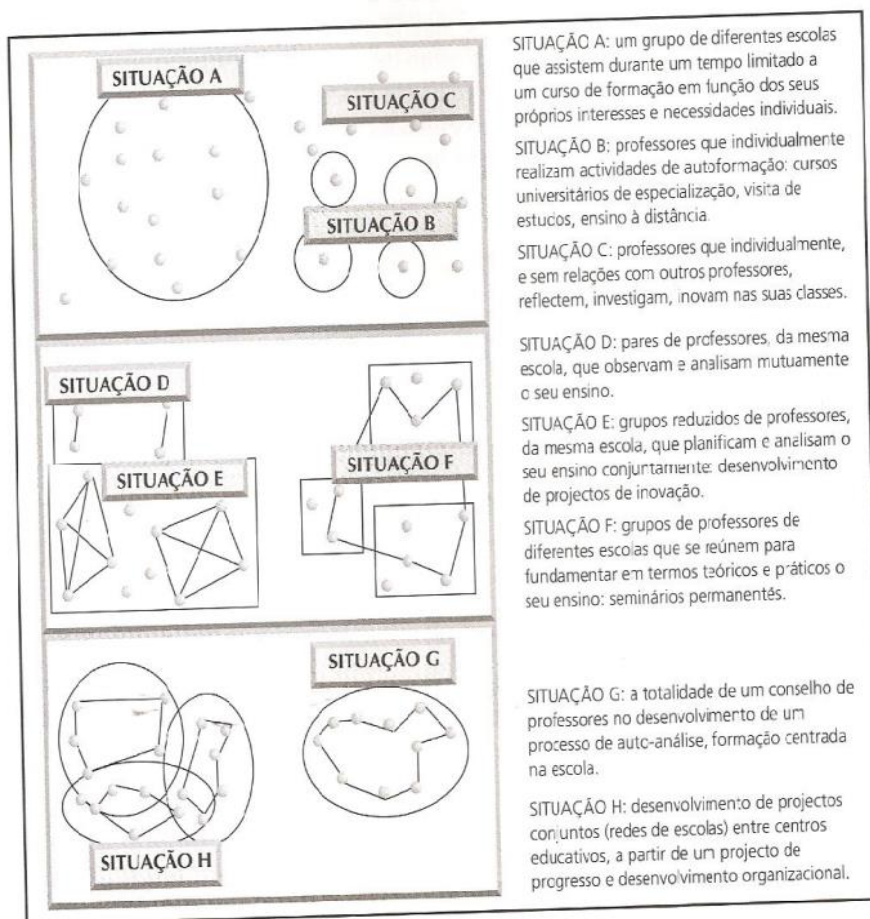 SITUAÇÃO A
SITUAÇÃO C
SITUAÇÃO B
SITUAÇÃO D
SITUAÇÃO E
SITUAÇÃO F
SITUAÇÃO G
SITUAÇÃO H
SITUAÇÃO A: um grupo de diferentes escolas
que assistem durante um tempo limitado a
um curso de formação em função dos seus
próprios interesses e necessidades individuais.
SITUAÇÃO B: professores que individualmente
realizam actividades de autoformação: cursos
universitários de especialização, visita de
estudos, ensino à distância.
SITUAÇÃO C: professores que individualmente,
e sem relações com outros professores,
reflectem, investigam, inovam nas suas classes.
SITUAÇÃO D: pares de professores, da mesma
escola, que observam e analisam mutuamente
o seu ensino.
SITUAÇÃO E: grupos reduzidos de professores,
da mesma escola, que planificam e analisam o
seu ensino conjuntamente: desenvolvimento
de projectos de inovação.
SITUAÇÃO F: grupos de professores de
diferentes escolas que se reúnem para
fundamentar em termos teóricos e práticos o
seu ensino: seminários permanentes.
SITUAÇÃO G: a totalidade de um conselho de
professores no desenvolvimento de um
processo de auto-análise, formação centrada
na escola.
SITUAÇÃO H: desenvolvimento de projectos
conjuntos (redes de escolas) entre centros
educativos, a partir de um projecto de
progresso e desenvolvimento organizacional.